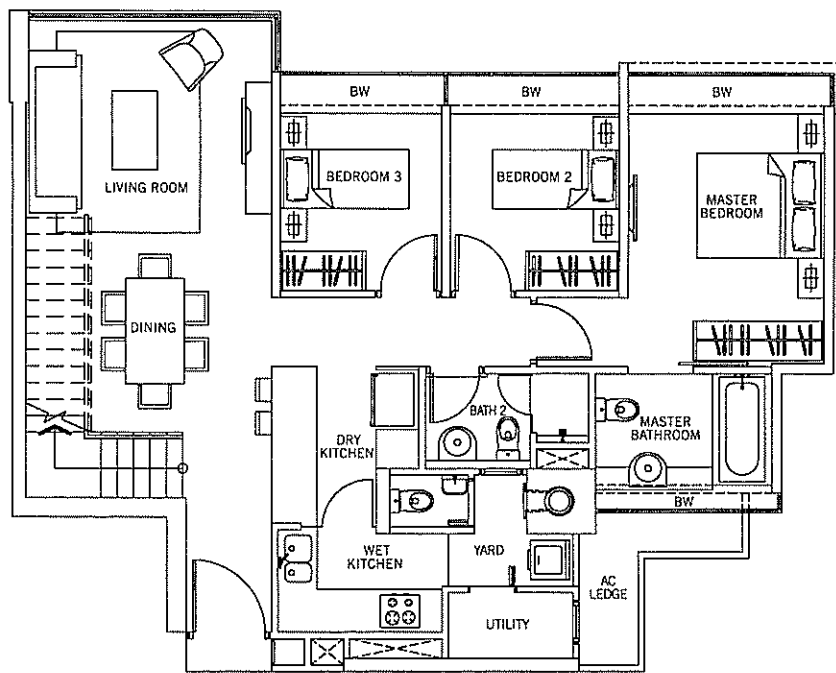 BW
BW
BW
LIVING ROOM
BEDROOM 3
BEDROOM 2
MASTER
BEDROOM
DINING
BATH 2
DRY
KITCHEN
MASTER
BATHROOM
WET
KITCHEN
YARD
BW
AC
LEDGE
UTILITY